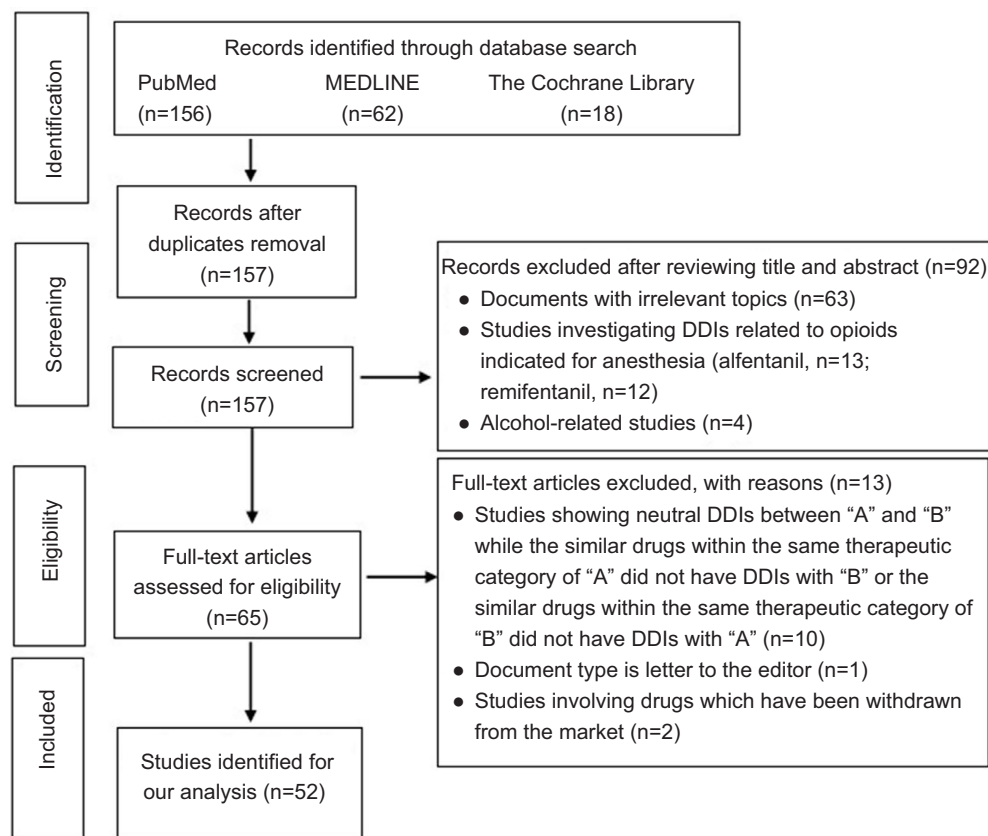 Identification
Records identified through database search
PubMed MEDLINE The Cochrane Library
(n=156) (n=62) (n=18)
Records after
duplicates removal
(n=157)
Screening
Records screened
(n=157)
Records excluded after reviewing title and abstract (n=92)
● Documents with irrelevant topics (n=63)
● Studies investigating DDIs related to opioids
indicated for anesthesia (alfentanil, n=13;
remifentanil, n=12)
● Alcohol-related studies (n=4)
Eligibility
Full-text articles
assessed for eligibility
(n=65)
Full-text articles excluded, with reasons (n=13)
● Studies showing neutral DDIs between “A” and “B”
while the similar drugs within the same therapeutic
category of “A” did not have DDIs with “B” or the
similar drugs within the same therapeutic category of
“B” did not have DDIs with “A” (n=10)
● Document type is letter to the editor (n=1)
● Studies involving drugs which have been withdrawn
from the market (n=2)
Included
Studies identified for
our analysis (n=52)